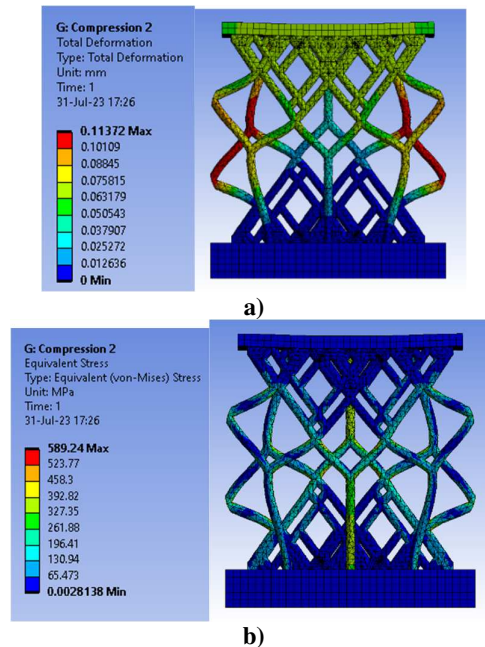 G: Compression 2
Total Deformation
Type: Total Deformation
Unit: mm
Time: 1
31-Jul-23 17:26
0.11372 Max
0.10109
0.08845
0.075815
0.063179
0.050543
0.037907
0.025272
0.012636
0 Min
a)
G: Compression 2
Equivalent Stress
Type: Equivalent (von-Mises) Stress
Unit: MPa
Time: 1
31-Jul-23 17:26
589.24 Max
523.77
458.3
392.82
327.35
261.88
196.41
130.94
65.473
0.0028138 Min
b)